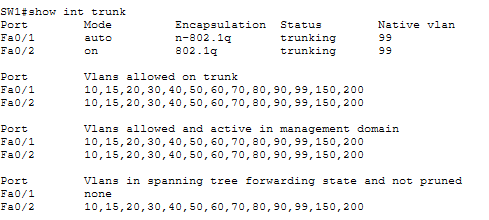 SW1#show int trunk
Port Mode Encapsulation Status Native vlan
Fa0/1 auto n-802.1q trunking 99
Fa0/2 on 802.1q trunking 99
Port Vlans allowed on trunk
Fa0/1 10,15,20,30,40,50,60,70,80,90,99,150,200
Fa0/2 10,15,20,30,40,50,60,70,80,90,99,150,200
Port Vlans allowed and active in management domain
Fa0/1 10,15,20,30,40,50,60,70,80,90,99,150,200
Fa0/2 10,15,20,30,40,50,60,70,80,90,99,150,200
Port Vlans in spanning tree forwarding state and not pruned
Fa0/1 none
Fa0/2 10,15,20,30,40,50,60,70,80,90,99,150,200